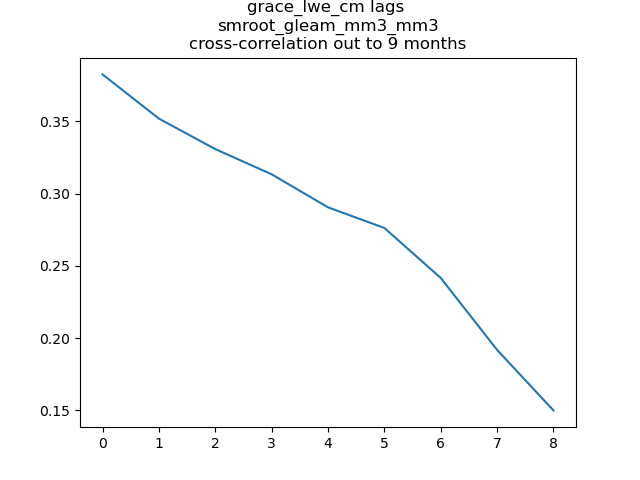 grace_lwe_cm lags
smroot_gleam_mm3_mm3
cross-correlation out to 9 months
0.35
0.30
0.25
0.20
0.15
0 1 2 3 4 5 6 7 8